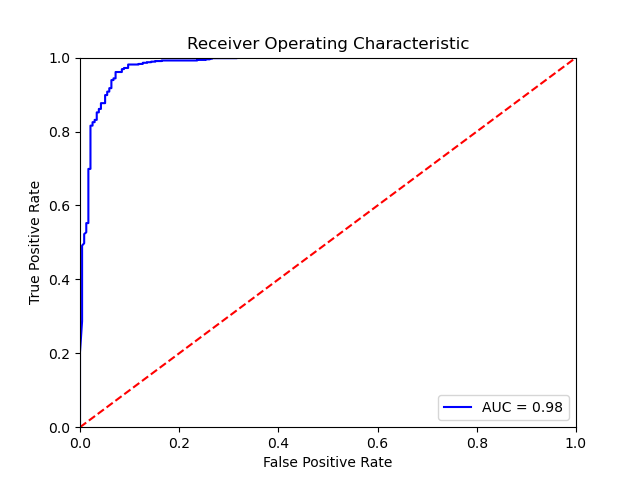 Receiver Operating Characteristic
True Positive Rate
1.0
0.8
0.6
0.4
0.2
0.0
AUC = 0.98
0.0 0.2 0.4 0.6 0.8 1.0
False Positive Rate